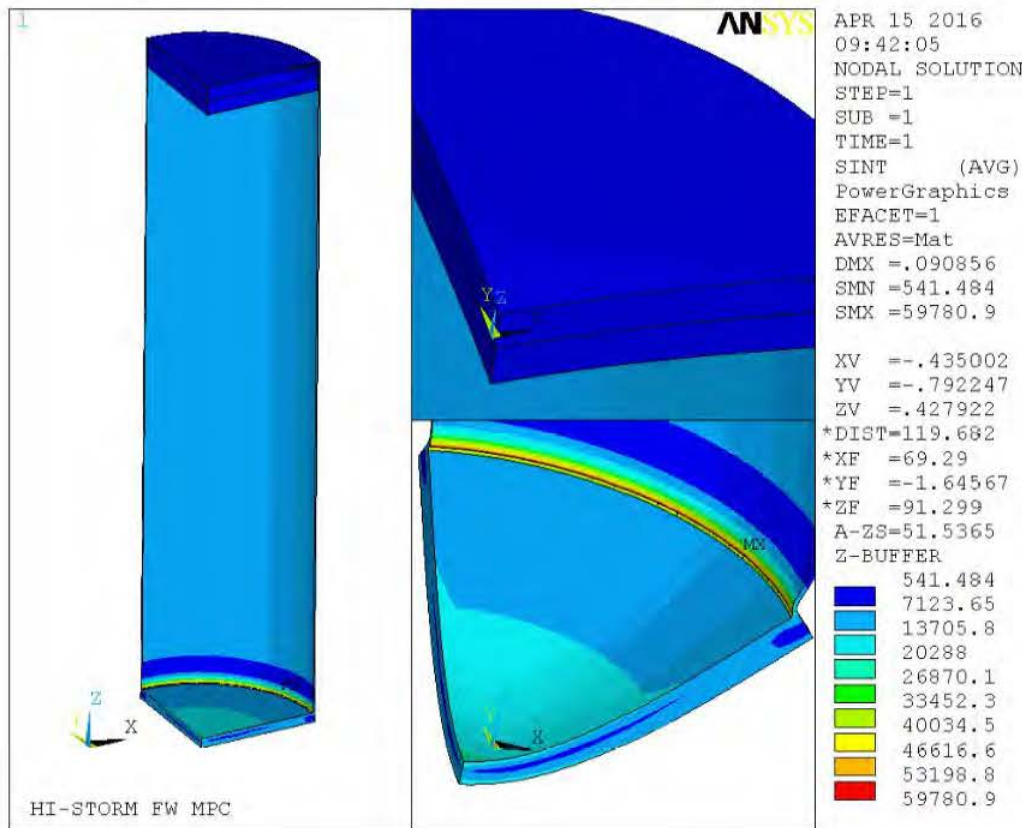 1
ANSYS
APR 15 2016
09:42:05
NODAL SOLUTION
STEP=1
SUB =1
TIME=1
SINT (AVG)
PowerGraphics
EFACET=1
AVRES=Mat
DMX =.090856
SMN =541.484
SMX =59780.9
XV =-.435002
YV =-.792247
ZV =.427922
*DIST=119.682
*XF =69.29
*YF =-1.64567
*ZF =91.299
A-ZS=51.5365
Z-BUFFER
541.484
7123.65
13705.8
20288
26870.1
33452.3
40034.5
46616.6
53198.8
59780.9
Y Z
MX
Z
X
Y
X
HI-STORM FW MPC